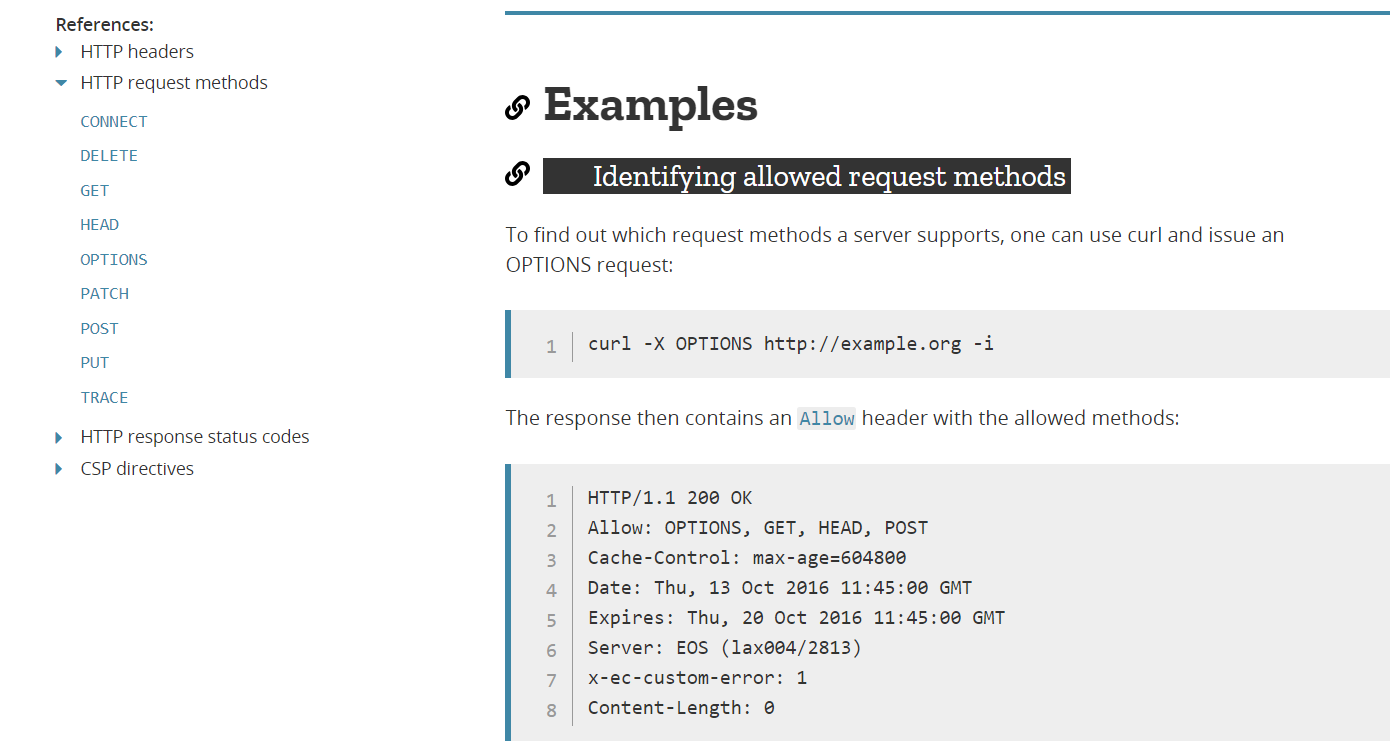 References:
HTTP headers
HTTP request methods
CONNECT
DELETE
GET
HEAD
OPTIONS
PATCH
POST
PUT
TRACE
HTTP response status codes
CSP directives
Examples
Identifying allowed request methods
To find out which request methods a server supports, one can use curl and issue an
OPTIONS request:
1 curl -X OPTIONS http://example.org -i
The response then contains an Allow header with the allowed methods:
1 HTTP/1.1 200 OK
2 Allow: OPTIONS, GET, HEAD, POST
3 Cache-Control: max-age=604800
4 Date: Thu, 13 Oct 2016 11:45:00 GMT
5 Expires: Thu, 20 Oct 2016 11:45:00 GMT
6 Server: EOS (lax004/2813)
7 x-ec-custom-error: 1
8 Content-Length: 0